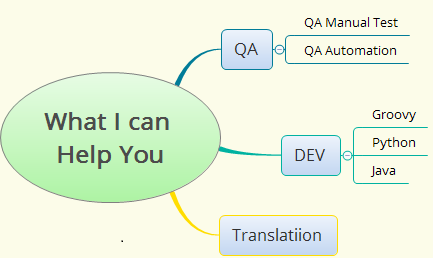 QA Manual Test
QA
QA Automation
What I can
Help You
Groovy
DEV
Python
Java
Translatiion